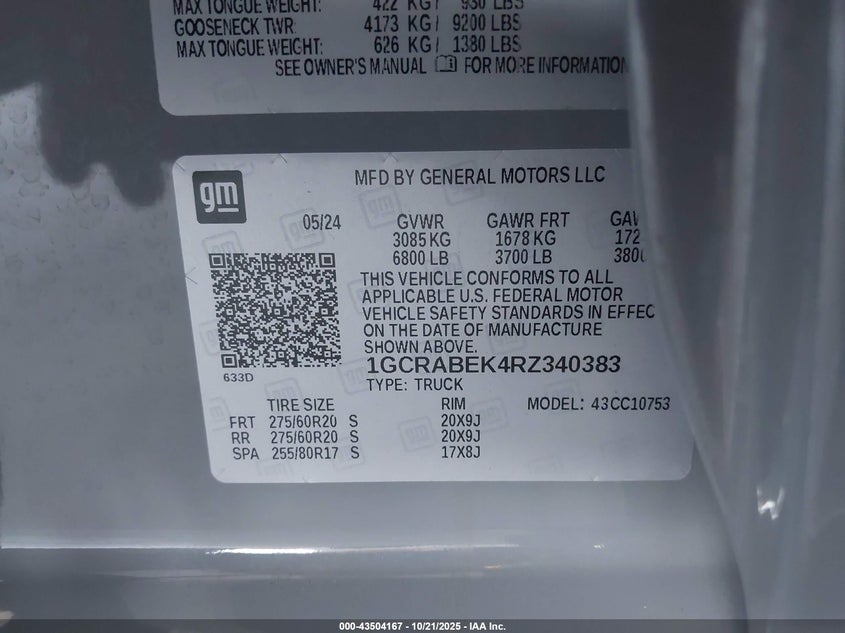 MAX TONGUE WEIGHT: 422 KG/ 930 LBS
GOOSENECK TWR: 4173 KG/ 9200 LBS
MAX TONGUE WEIGHT: 626 KG/ 1380 LBS
SEE OWNER'S MANUAL FOR MORE INFORMATION
gm
MFD BY GENERAL MOTORS LLC
05/24 GVWR GAWR FRT
3085 KG 1678 KG 172
6800 LB 3700 LB 380
THIS VEHICLE CONFORMS TO ALL
APPLICABLE U.S. FEDERAL MOTOR
VEHICLE SAFETY STANDARDS IN EFFEC
ON THE DATE OF MANUFACTURE
SHOWN ABOVE.
633D
1GCRABEK4RZ340383
TYPE: TRUCK
TIRE SIZE RIM MODEL: 43CC10753
FRT 275/60R20 S 20X9J
RR 275/60R20 S 20X9J
SPA 255/80R17 S 17X8J
000-43504167 - 10/21/2025 - IAA Inc.